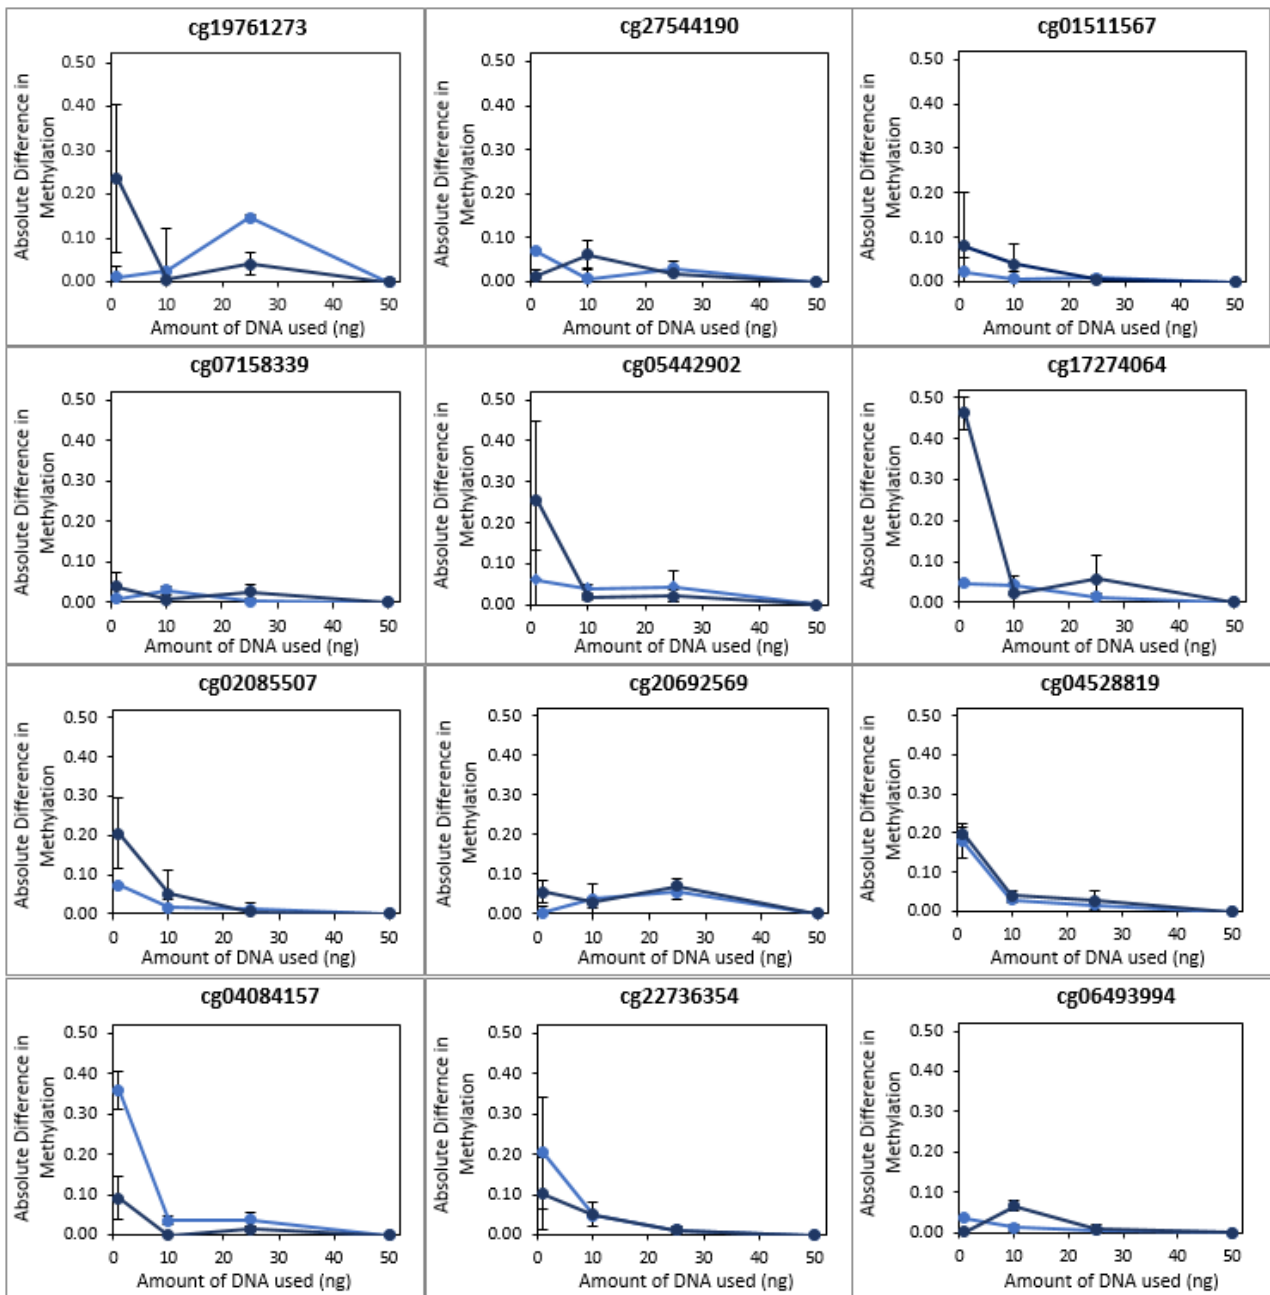 cg19761273
Absolute Difference in
Methylation
0.50
0.40
0.30
0.20
0.10
0.00
0 10 20 30 40 50
Amount of DNA used (ng)
cg27544190
Absolute Difference in
Methylation
0.50
0.40
0.30
0.20
0.10
0.00
0 10 20 30 40 50
Amount of DNA used (ng)
cg01511567
Absolute Difference in
Methylation
0.50
0.40
0.30
0.20
0.10
0.00
0 10 20 30 40 50
Amount of DNA used (ng)
cg07158339
Absolute Difference in
Methylation
0.50
0.40
0.30
0.20
0.10
0.00
0 10 20 30 40 50
Amount of DNA used (ng)
cg05442902
Absolute Difference in
Methylation
0.50
0.40
0.30
0.20
0.10
0.00
0 10 20 30 40 50
Amount of DNA used (ng)
cg17274064
Absolute Difference in
Methylation
0.50
0.40
0.30
0.20
0.10
0.00
0 10 20 30 40 50
Amount of DNA used (ng)
cg02085507
Absolute Difference in
Methylation
0.50
0.40
0.30
0.20
0.10
0.00
0 10 20 30 40 50
Amount of DNA used (ng)
cg20692569
Absolute Difference in
Methylation
0.50
0.40
0.30
0.20
0.10
0.00
0 10 20 30 40 50
Amount of DNA used (ng)
cg04528819
Absolute Difference in
Methylation
0.50
0.40
0.30
0.20
0.10
0.00
0 10 20 30 40 50
Amount of DNA used (ng)
cg04084157
Absolute Difference in
Methylation
0.50
0.40
0.30
0.20
0.10
0.00
0 10 20 30 40 50
Amount of DNA used (ng)
cg22736354
Absolute Difference in
Methylation
0.50
0.40
0.30
0.20
0.10
0.00
0 10 20 30 40 50
Amount of DNA used (ng)
cg06493994
Absolute Difference in
Methylation
0.50
0.40
0.30
0.20
0.10
0.00
0 10 20 30 40 50
Amount of DNA used (ng)